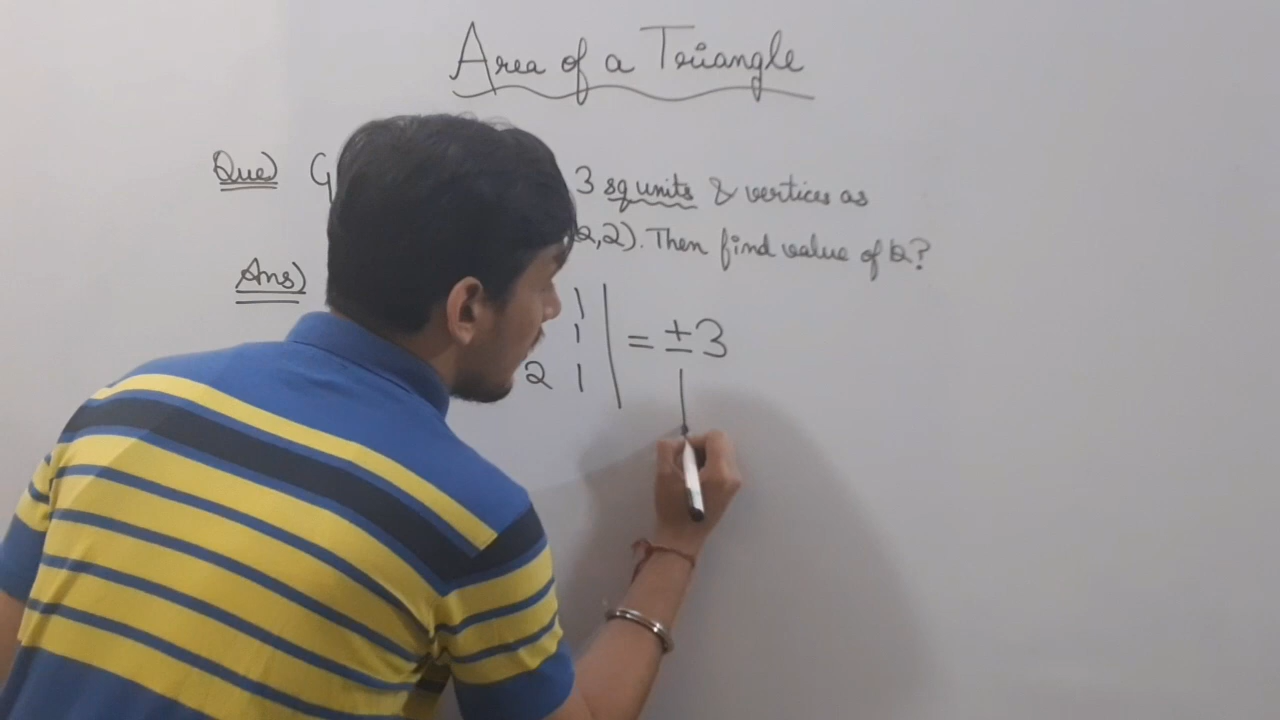 Area of a Triangle
Que) G 3 sq units & vertices as
,2). Then find value of k?
Ans)
1
1 = ±3
2 1